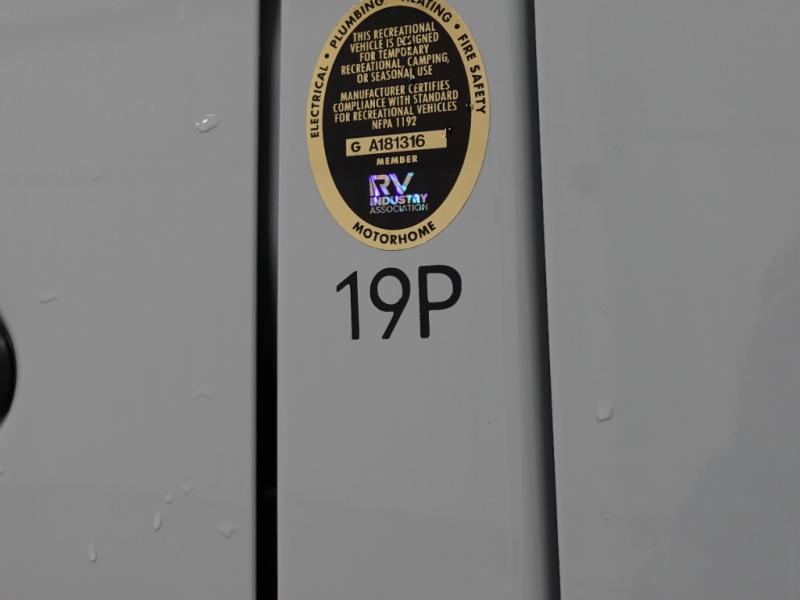 ELECTRICAL • PLUMBING • HEATING • FIRE SAFETY
THIS RECREATIONAL
VEHICLE IS DESIGNED
FOR TEMPORARY
RECREATIONAL, CAMPING,
OR SEASONAL USE
MANUFACTURER CERTIFIES
COMPLIANCE WITH STANDARD
FOR RECREATIONAL VEHICLES
NFPA 1192
G A181316
MEMBER
RV
INDUSTRY
ASSOCIATION
MOTORHOME
19P